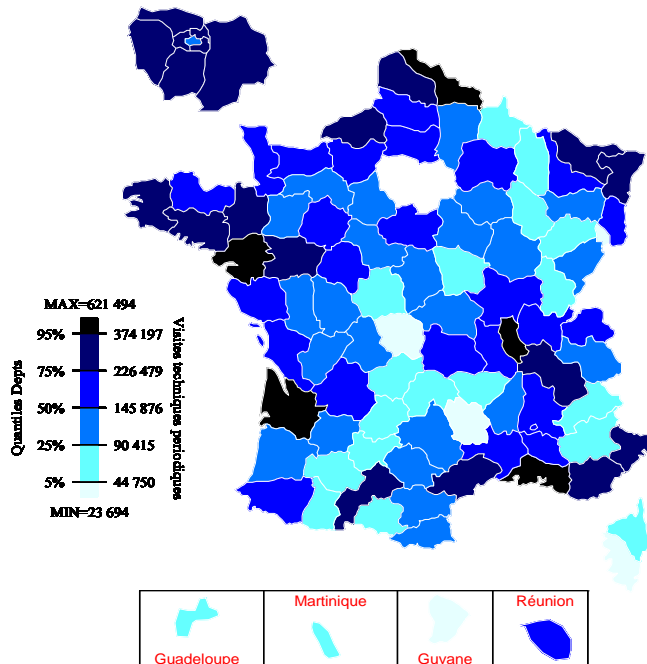 MAX=621 494
95% 374 197
75% 226 479
50% 145 876
25% 90 415
5% 44 750
MIN=23 694
Quantiles Depts
Visites techniques periodiques
Martinique
Réunion
Guadeloupe
Guyane